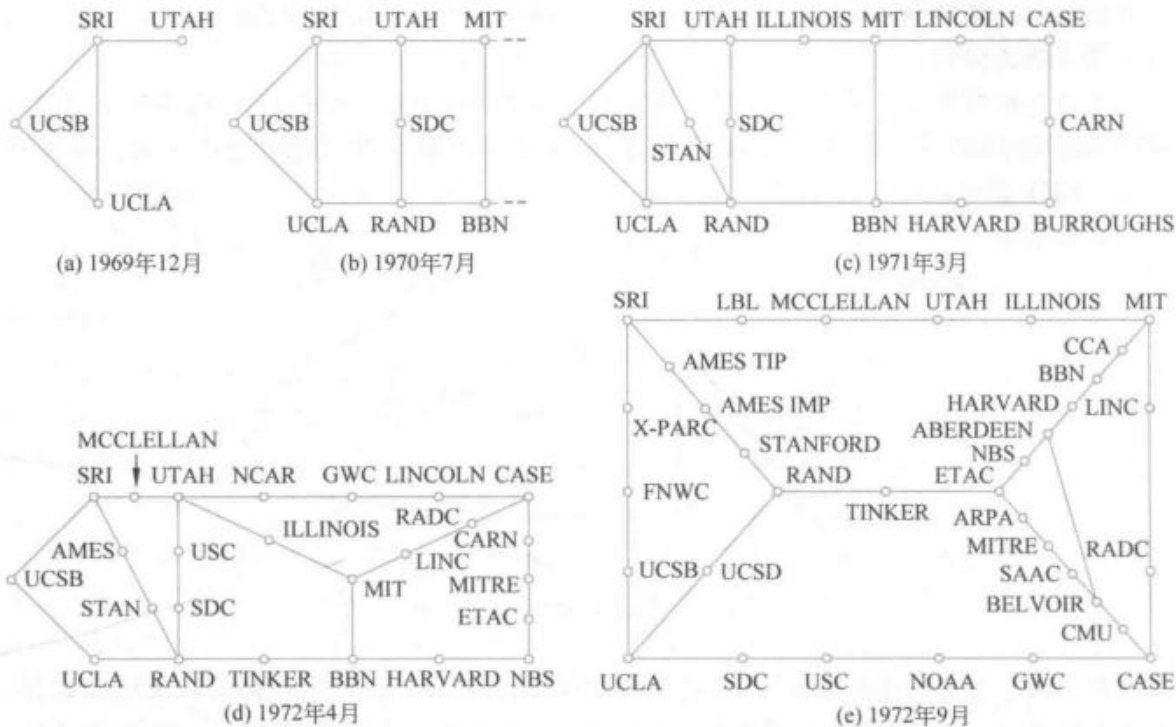 SRI UTAH
UCSB
UCLA
(a) 1969年12月
SRI UTAH MIT
UCSB SDC
UCLA RAND BBN
(b) 1970年7月
SRI UTAH ILLINOIS MIT LINCOLN CASE
UCSB SDC CARN
STAN
UCLA RAND BBN HARVARD BURROUGHS
(c) 1971年3月
MCCLELLAN
SRI UTAH NCAR GWC LINCOLN CASE
ILLINOIS RADC
CARN
AMES USC LINC
UCSB MIT MITRE
STAN SDC ETAC
UCLA RAND TINKER BBN HARVARD NBS
(d) 1972年4月
SRI LBL MCCLELLAN UTAH ILLINOIS MIT
CCA
AMES TIP BBN
AMES IMP HARVARD LINC
X-PARC ABERDEEN
STANFORD NBS
RAND ETAC
FNWC TINKER ARPA
MITRE RADC
UCSB UCSD SAAC
BELVOIR
CMU
UCLA SDC USC NOAA GWC CASE
(e) 1972年9月